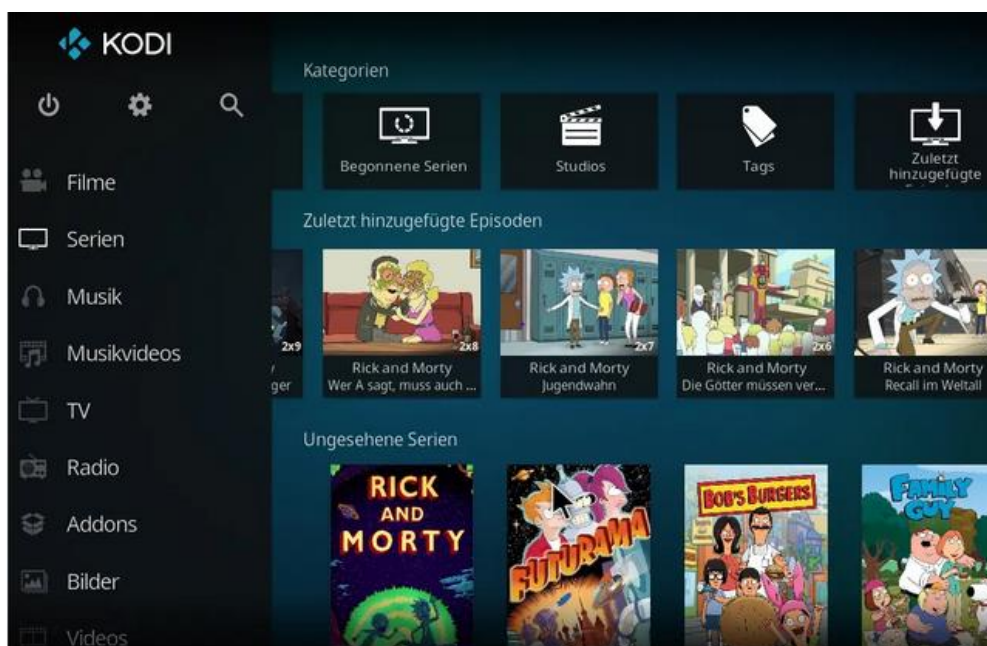 KODI
Filme
Serien
Musik
Musikvideos
TV
Radio
Addons
Bilder
Videos
Kategorien
Begonnene Serien
Studios
Tags
Zuletzt
hinzugefügte
Zuletzt hinzugefügte Episoden
2x9
ger
2x8
Rick and Morty
Wer A sagt, muss auch ...
2x7
Rick and Morty
Jugendwahn
2x6
Rick and Morty
Die Götter müssen ver...
Rick and Morty
Recall im Weltall
Ungesehene Serien
RICK
AND
MORTY
FUTURAMA
BOB'S BURGERS
FAMILY
GUY